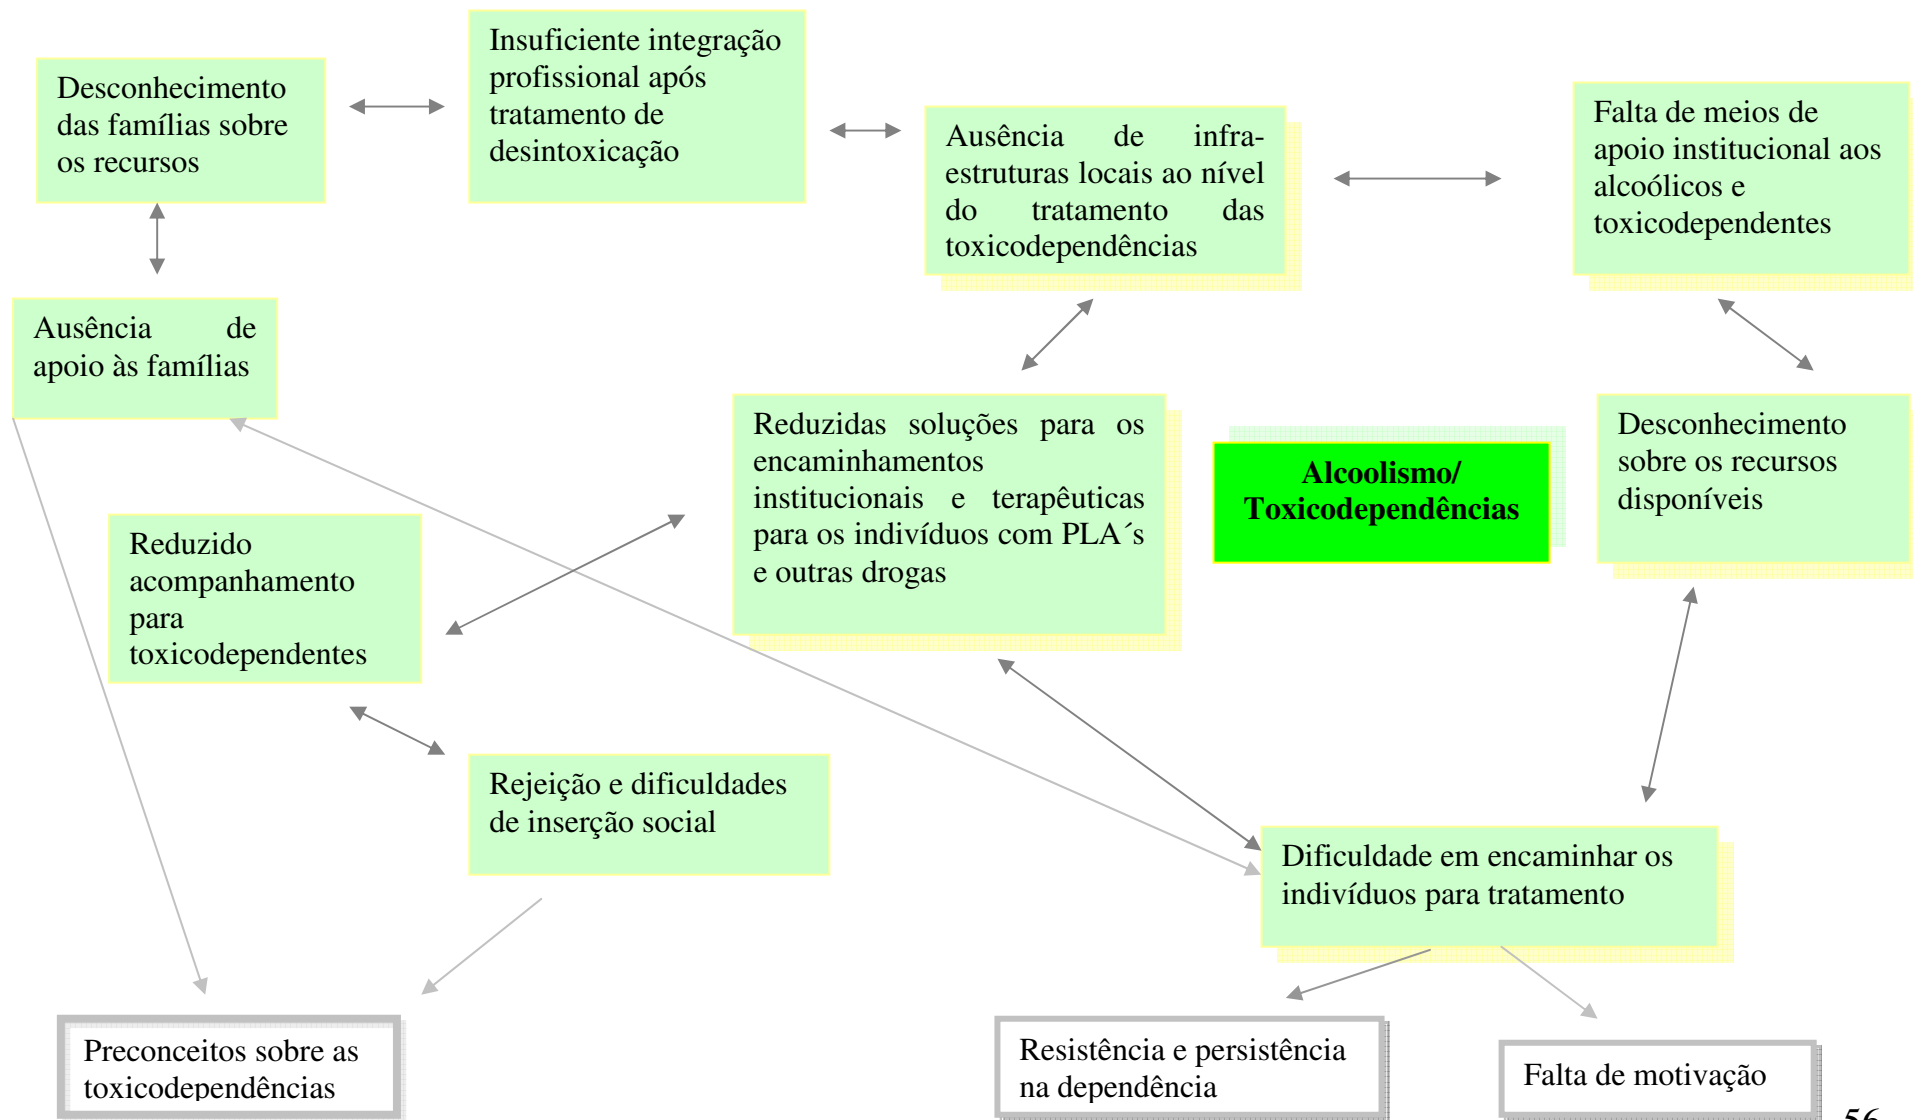 Insuficiente integração
profissional após
tratamento de
desintoxicação
Desconhecimento
das famílias sobre
os recursos
Ausência de infra-
estruturas locais ao nível
do tratamento das
toxicodependências
Falta de meios de
apoio institucional aos
alcoólicos e
toxicodependentes
Ausência de
apoio às famílias
Reduzidas soluções para os
encaminhamentos
institucionais e terapêuticas
para os indivíduos com PLA´s
e outras drogas
Alcoolismo/
Toxicodependências
Desconhecimento
sobre os recursos
disponíveis
Reduzido
acompanhamento
para
toxicodependentes
Rejeição e dificuldades
de inserção social
Dificuldade em encaminhar os
indivíduos para tratamento
Preconceitos sobre as
toxicodependências
Resistência e persistência
na dependência
Falta de motivação
56